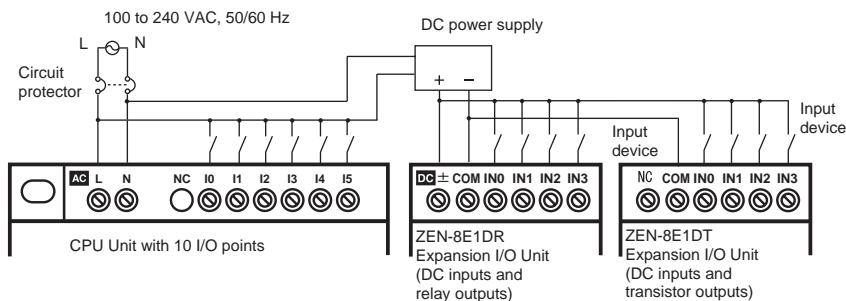 100 to 240 VAC, 50/60 Hz
L N
Circuit
protector
DC power supply
+ −
Input
device
Input
device
AC L N NC I0 I1 I2 I3 I4 I5
DC ± COM IN0 IN1 IN2 IN3
NC COM IN0 IN1 IN2 IN3
CPU Unit with 10 I/O points
ZEN-8E1DR
Expansion I/O Unit
(DC inputs and
relay outputs)
ZEN-8E1DT
Expansion I/O Unit
(DC inputs and
transistor outputs)